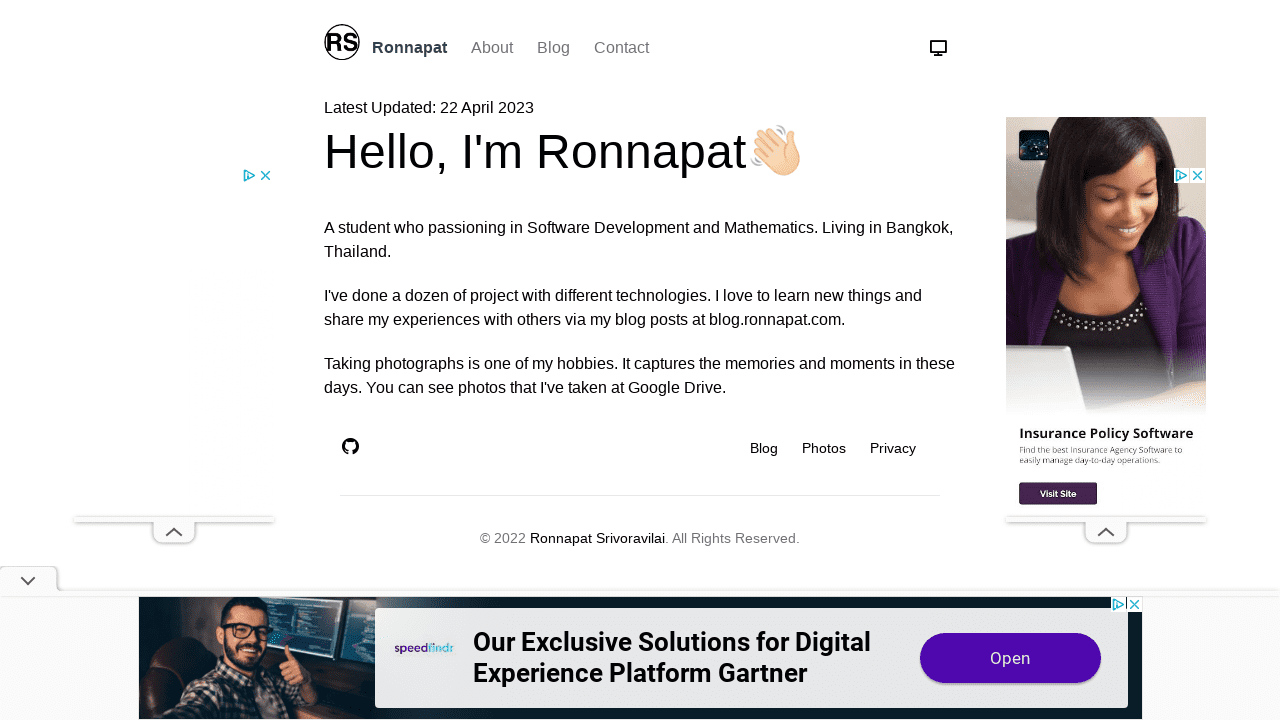 RS Ronnapat About Blog Contact
Latest Updated: 22 April 2023
Hello, I'm Ronnapat👋🏻
A student who passioning in Software Development and Mathematics. Living in Bangkok,
Thailand.
I've done a dozen of project with different technologies. I love to learn new things and
share my experiences with others via my blog posts at blog.ronnapat.com.
Taking photographs is one of my hobbies. It captures the memories and moments in these
days. You can see photos that I've taken at Google Drive.
Blog Photos Privacy
© 2022 Ronnapat Srivoravilai. All Rights Reserved.
Insurance Policy Software
Find the best Insurance Agency Software to
easily manage day-to-day operations.
Visit Site
speedfindr
Our Exclusive Solutions for Digital
Experience Platform Gartner
Open